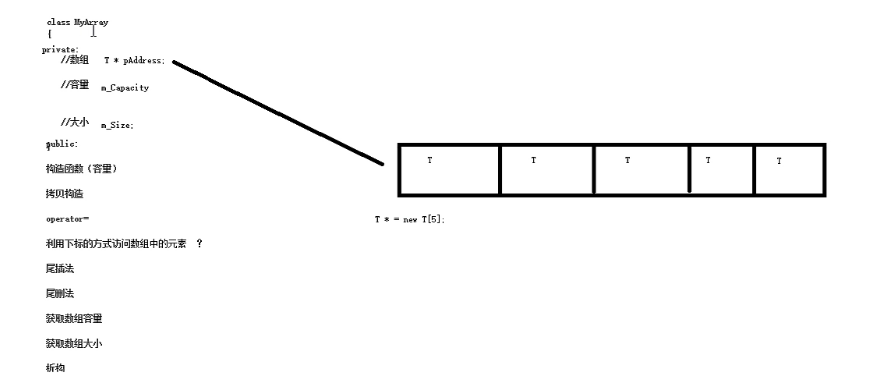 class MyArray
{
private:
//数组 T * pAddress;
//容量 m_Capacity
//大小 m_Size;
public:
构造函数（容量）
拷贝构造
operator=
利用下标的方式访问数组中的元素 ？
尾插法
尾删法
获取数组容量
获取数组大小
析构
T T T T T
T * = new T[5];